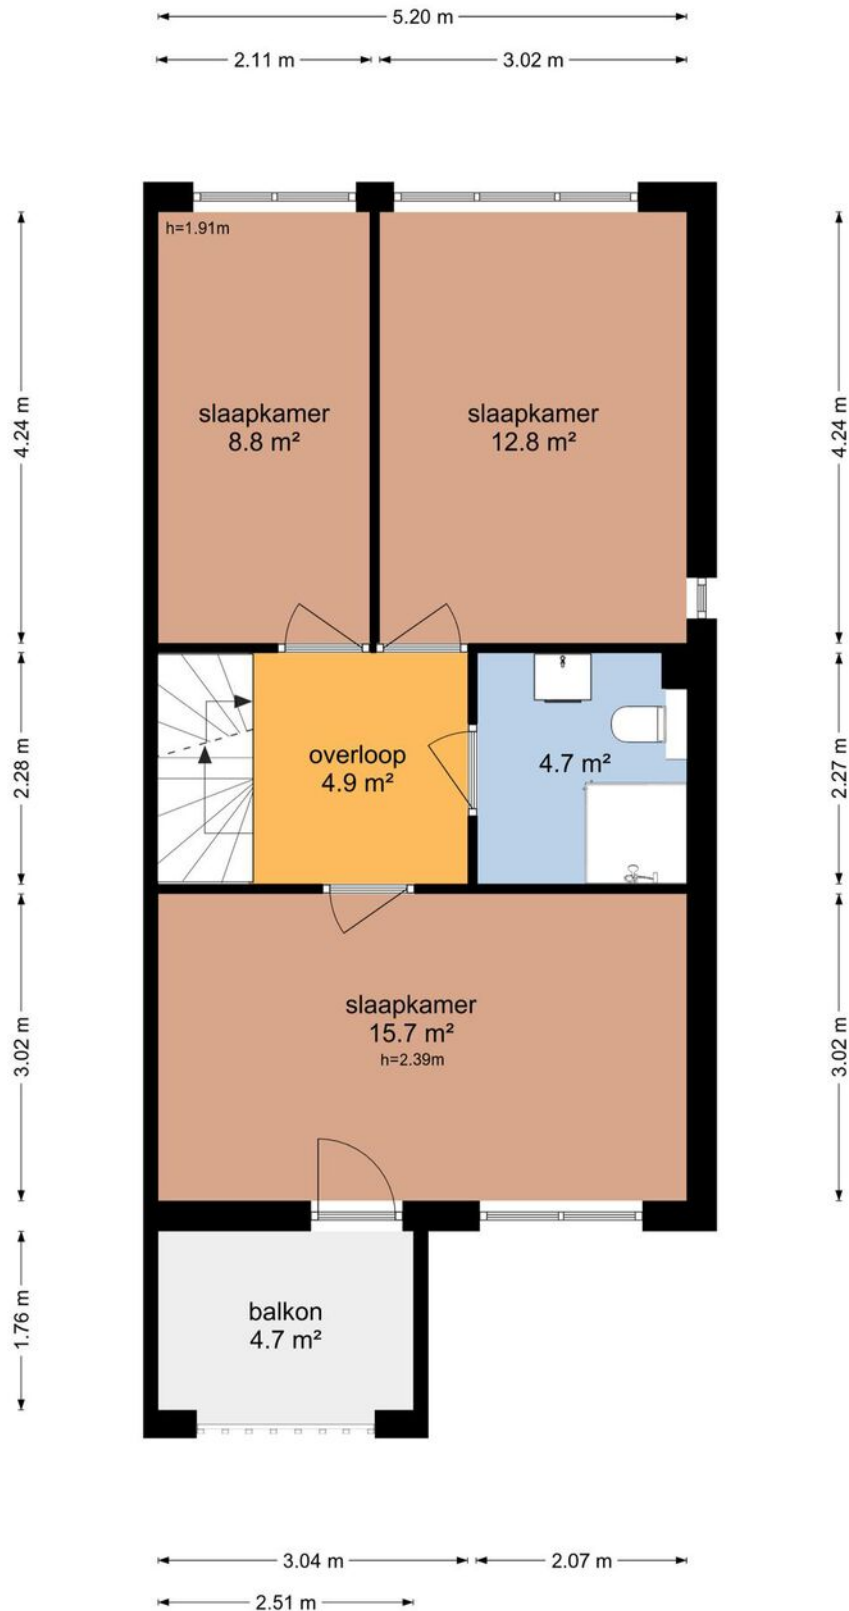 5.20 m
2.11 m
3.02 m
h=1.91m
4.24 m
4.24 m
slaapkamer
8.8 m²
slaapkamer
12.8 m²
2.28 m
overloop
4.9 m²
4.7 m²
2.27 m
3.02 m
slaapkamer
15.7 m²
h=2.39m
3.02 m
1.76 m
balkon
4.7 m²
3.04 m
2.07 m
2.51 m